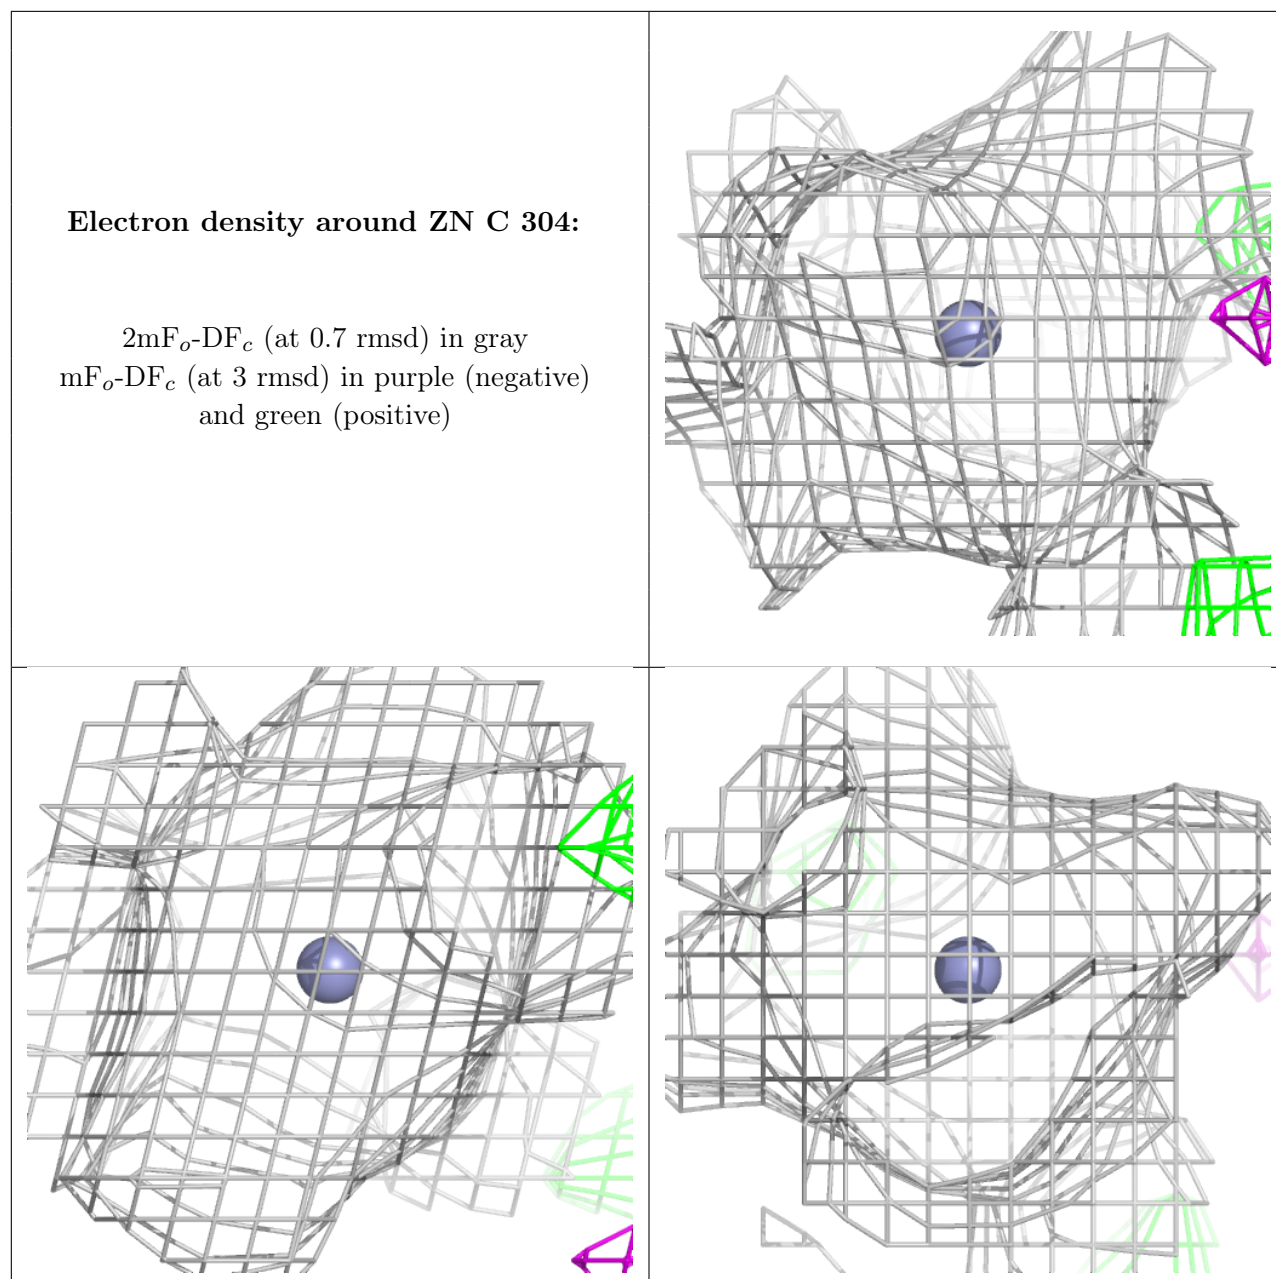 Electron density around ZN C 304:
2mFo-DFc (at 0.7 rmsd) in gray
mFo-DFc (at 3 rmsd) in purple (negative)
and green (positive)